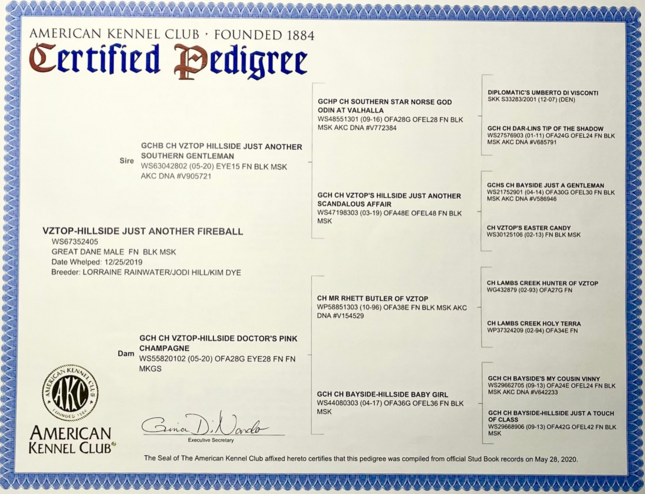 AMERICAN KENNEL CLUB · FOUNDED 1884
Certified Pedigree
Sire
GCHB CH VZTOP HILLSIDE JUST ANOTHER
SOUTHERN GENTLEMAN
WS63042802 (05-20) EYE15 FN BLK MSK
AKC DNA #V905721
VZTOP-HILLSIDE JUST ANOTHER FIREBALL
WS67352405
GREAT DANE MALE FN BLK MSK
Date Whelped: 12/25/2019
Breeder: LORRAINE RAINWATER/JODI HILL/KIM DYE
Dam
GCH CH VZTOP-HILLSIDE DOCTOR'S PINK
CHAMPAGNE
WS55820102 (05-20) OFA28G EYE28 FN FN
MKGS
GCHP CH SOUTHERN STAR NORSE GOD
ODIN AT VALHALLA
WS48551301 (09-16) OFA28G OFEL28 FN BLK
MSK AKC DNA #V772384
GCH CH VZTOP'S HILLSIDE JUST ANOTHER
SCANDALOUS AFFAIR
WS47198303 (03-19) OFA48E OFEL48 FN BLK
MSK
CH MR RHETT BUTLER OF VZTOP
WP58851303 (10-96) OFA38E FN BLK MSK AKC
DNA #V154529
GCH CH BAYSIDE-HILLSIDE BABY GIRL
WS44080303 (04-17) OFA36G OFEL36 FN BLK
MSK
DIPLOMATIC'S UMBERTO DI VISCONTI
SKK S33283/2001 (12-07) (DEN)
GCH CH DAR-LINS TIP OF THE SHADOW
WS27576903 (01-11) OFA24G OFEL24 FN BLK
MSK AKC DNA #V685791
GCHS CH BAYSIDE JUST A GENTLEMAN
WS21752901 (04-14) OFA30G OFEL30 FN BLK
MSK AKC DNA #V586946
CH VZTOP'S EASTER CANDY
WS30125106 (02-13) FN BLK MSK
CH LAMBS CREEK HUNTER OF VZTOP
WG432879 (02-93) OFA27G FN
CH LAMBS CREEK HOLY TERRA
WP37324209 (02-94) OFA34E FN
GCH CH BAYSIDE'S MY COUSIN VINNY
WS29662705 (09-13) OFA24E OFEL24 FN BLK
MSK AKC DNA #V642233
GCH CH BAYSIDE-HILLSIDE JUST A TOUCH
OF CLASS
WS29668906 (09-13) OFA42G OFEL42 FN BLK
MSK
AMERICAN KENNEL CLUB
AKC
FOUNDED 1884
AMERICAN
KENNEL CLUB®
Gina DiNardo
Executive Secretary
The Seal of The American Kennel Club affixed hereto certifies that this pedigree was compiled from official Stud Book records on May 28, 2020.